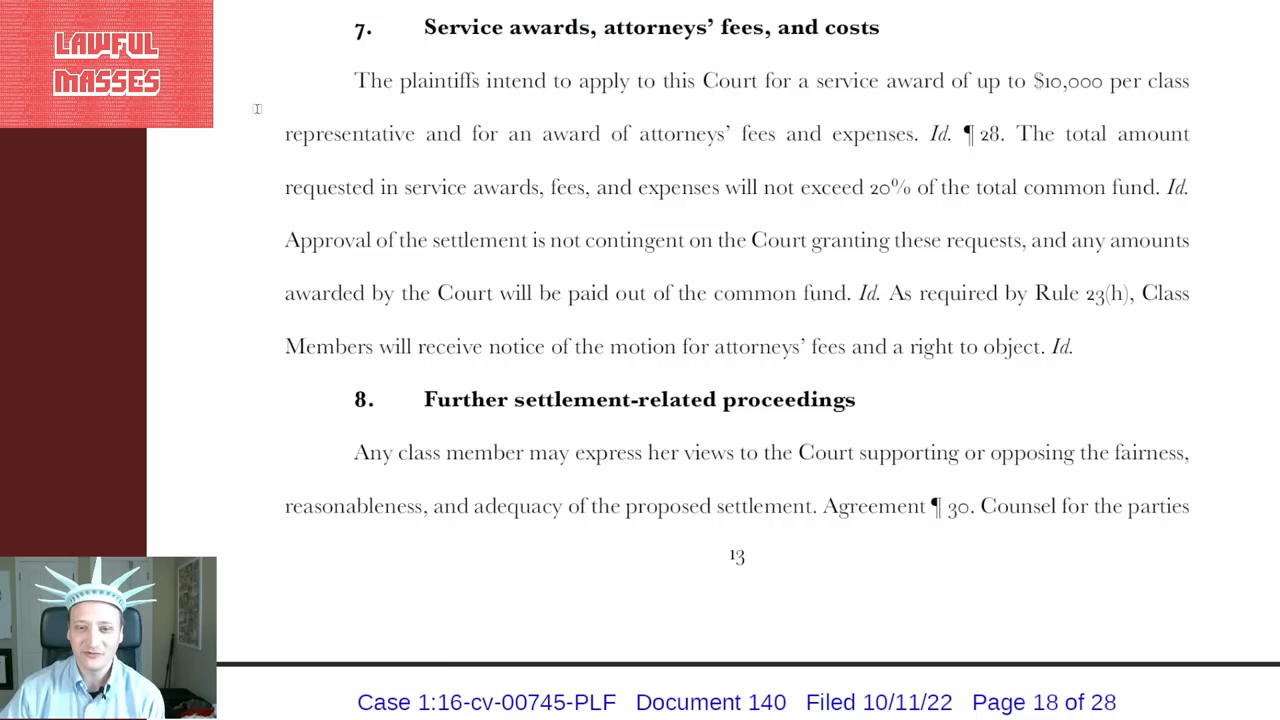 LAWFUL
MASSES
7. Service awards, attorneys’ fees, and costs
The plaintiffs intend to apply to this Court for a service award of up to $10,000 per class
representative and for an award of attorneys’ fees and expenses. Id. ¶ 28. The total amount
requested in service awards, fees, and expenses will not exceed 20% of the total common fund. Id.
Approval of the settlement is not contingent on the Court granting these requests, and any amounts
awarded by the Court will be paid out of the common fund. Id. As required by Rule 23(h), Class
Members will receive notice of the motion for attorneys’ fees and a right to object. Id.
8. Further settlement-related proceedings
Any class member may express her views to the Court supporting or opposing the fairness,
reasonableness, and adequacy of the proposed settlement. Agreement ¶ 30. Counsel for the parties
13
Case 1:16-cv-00745-PLF Document 140 Filed 10/11/22 Page 18 of 28